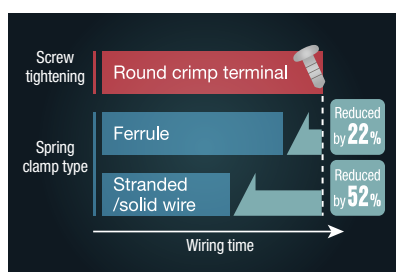 Screw
tightening
Round crimp terminal
Spring
clamp type
Ferrule
Reduced
by 22%
Stranded
/solid wire
Reduced
by 52%
Wiring time